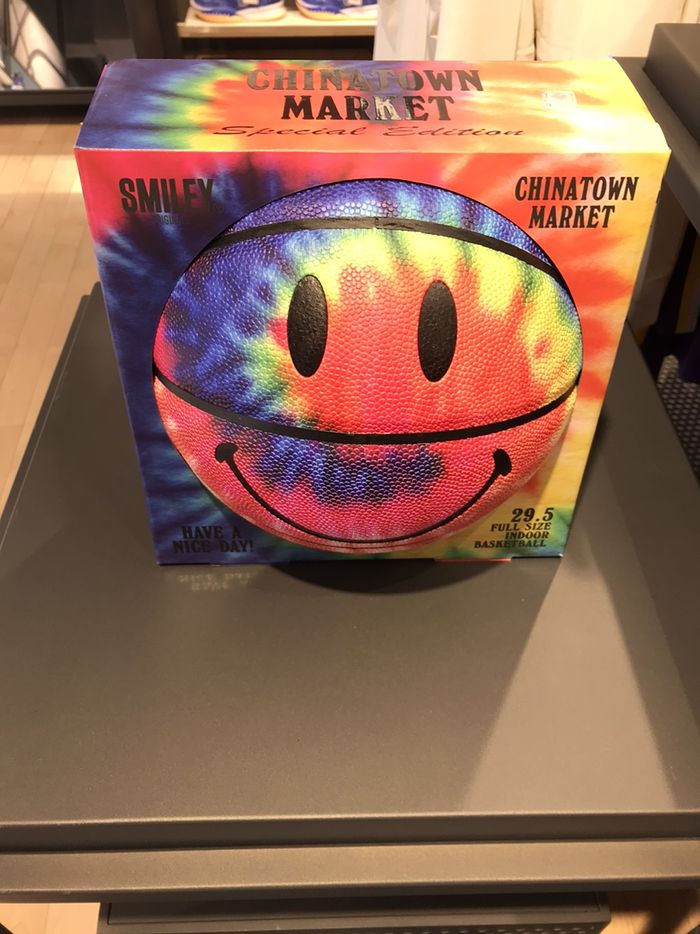 CHINATOWN
MARKET
Special Edition
SMILEY
CHINATOWN
MARKET
HAVE A
NICE DAY!
29.5
FULL SIZE
INDOOR
BASKETBALL